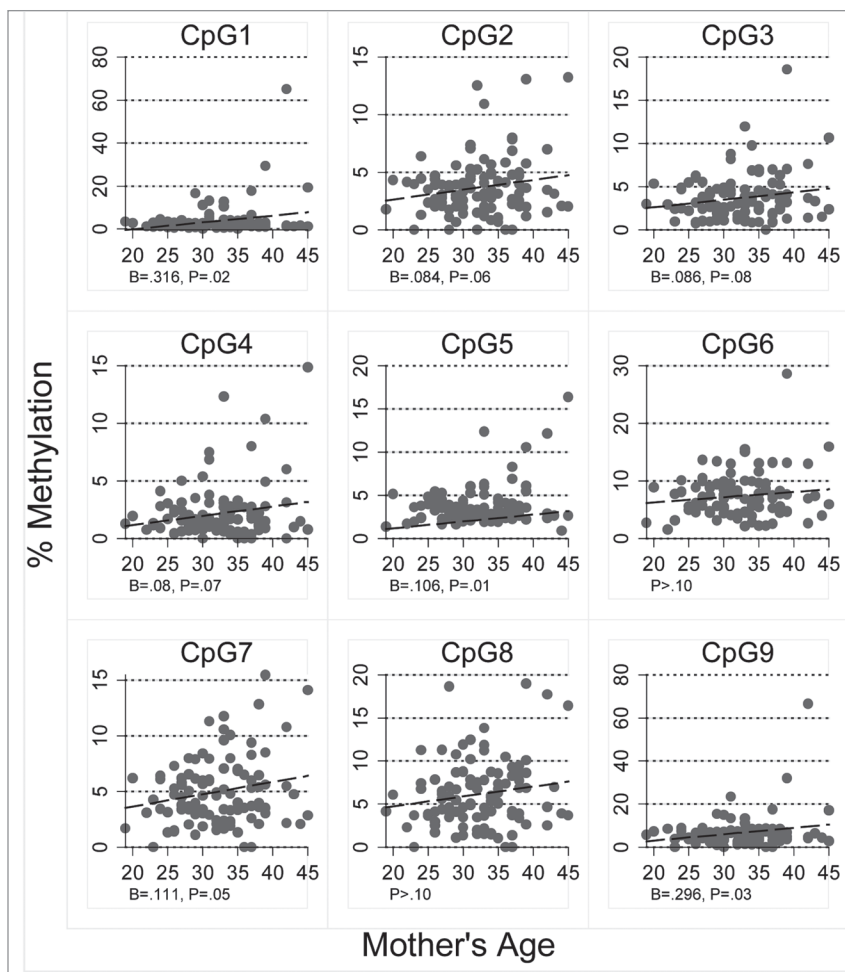 CpG1 CpG2 CpG3
80 15 20
60 15
10
40 10
20 5 5
0 0 0
20 25 30 35 40 45 20 25 30 35 40 45 20 25 30 35 40 45
B=.316, P=.02 B=.084, P=.06 B=.086, P=.08
% Methylation
CpG4 CpG5 CpG6
15 20 30
15
10 20
10
5 5 10
0 0 0
20 25 30 35 40 45 20 25 30 35 40 45 20 25 30 35 40 45
B=.08, P=.07 B=.106, P=.01 P>.10
CpG7 CpG8 CpG9
15 20 80
15 60
10
10 40
5 5 20
0 0 0
20 25 30 35 40 45 20 25 30 35 40 45 20 25 30 35 40 45
B=.111, P=.05 P>.10 B=.296, P=.03
Mother's Age